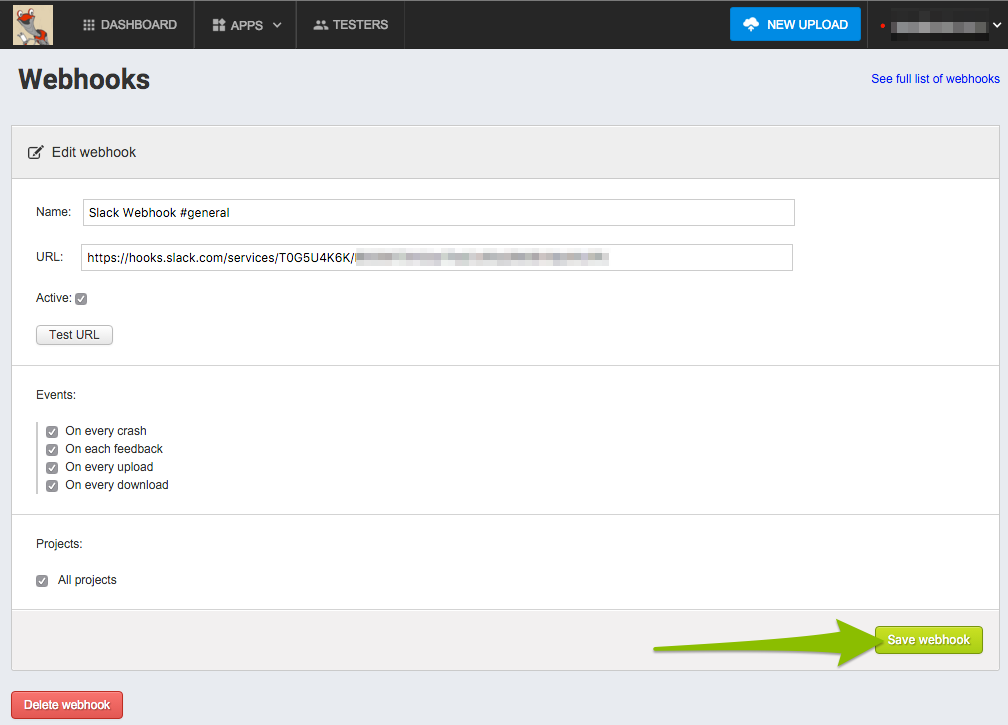 DASHBOARD APPS TESTERS NEW UPLOAD
Webhooks See full list of webhooks
Edit webhook
Name: Slack Webhook #general
URL: https://hooks.slack.com/services/T0G5U4K6K/
Active:
Test URL
Events:
On every crash
On each feedback
On every upload
On every download
Projects:
All projects
Save webhook
Delete webhook